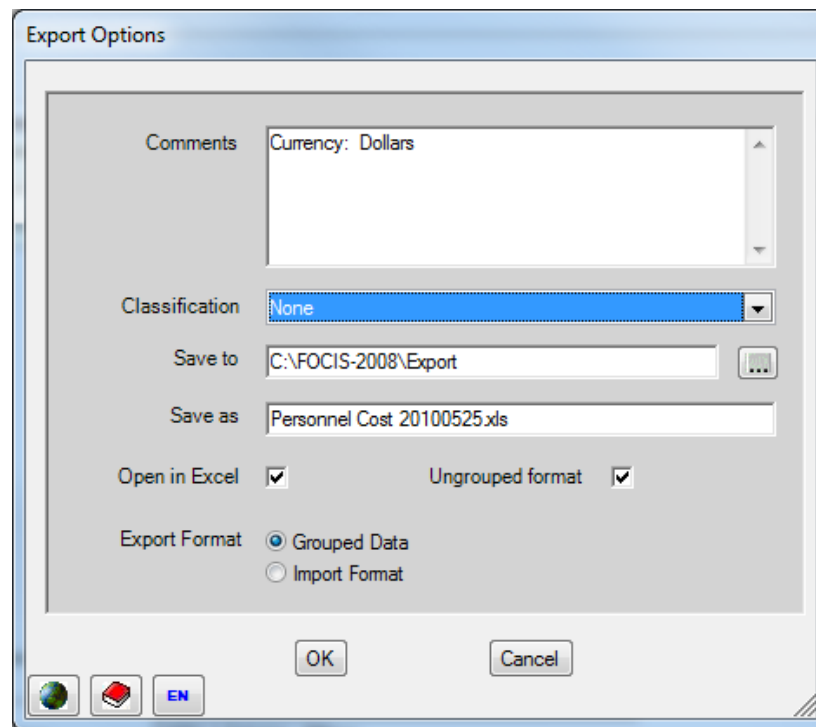 Export Options
Comments
Currency:  Dollars
Classification
None
Save to
C:\FOCIS-2008\Export
...
Save as
Personnel Cost 20100525.xls
Open in Excel
Ungrouped format
Export Format
Grouped Data
Import Format
OK
Cancel
EN